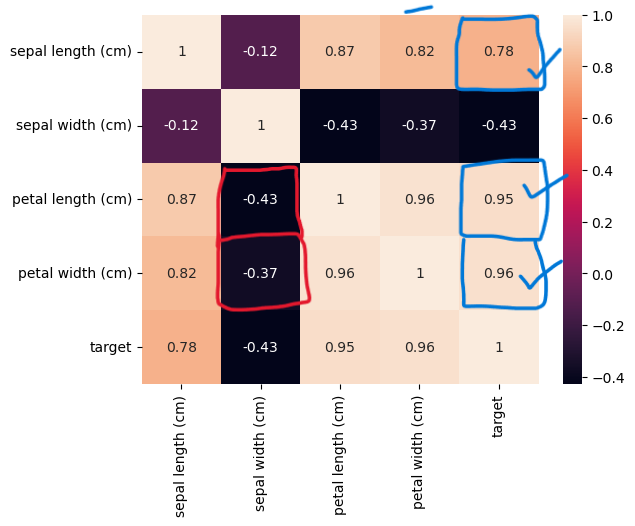 1.0
sepal length (cm) 1 -0.12 0.87 0.82 0.78
0.8
sepal width (cm) -0.12 1 -0.43 -0.37 -0.43
0.6
0.4
petal length (cm) 0.87 -0.43 1 0.96 0.95
0.2
petal width (cm) 0.82 -0.37 0.96 1 0.96
0.0
-0.2
target 0.78 -0.43 0.95 0.96 1
-0.4
sepal length (cm)
sepal width (cm)
petal length (cm)
petal width (cm)
target